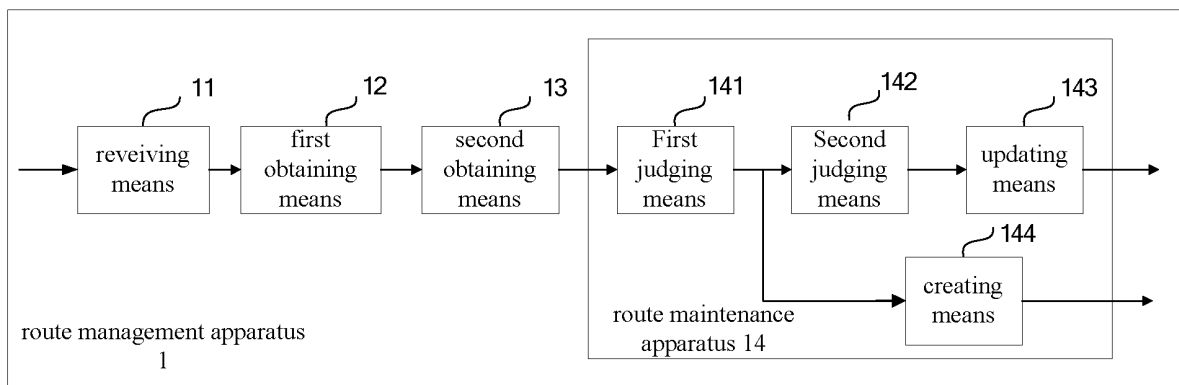 11
12
13
141
142
143
reveiving
means
first
obtaining
means
second
obtaining
means
First
judging
means
Second
judging
means
updating
means
144
creating
means
route management apparatus
1
route maintenance
apparatus 14